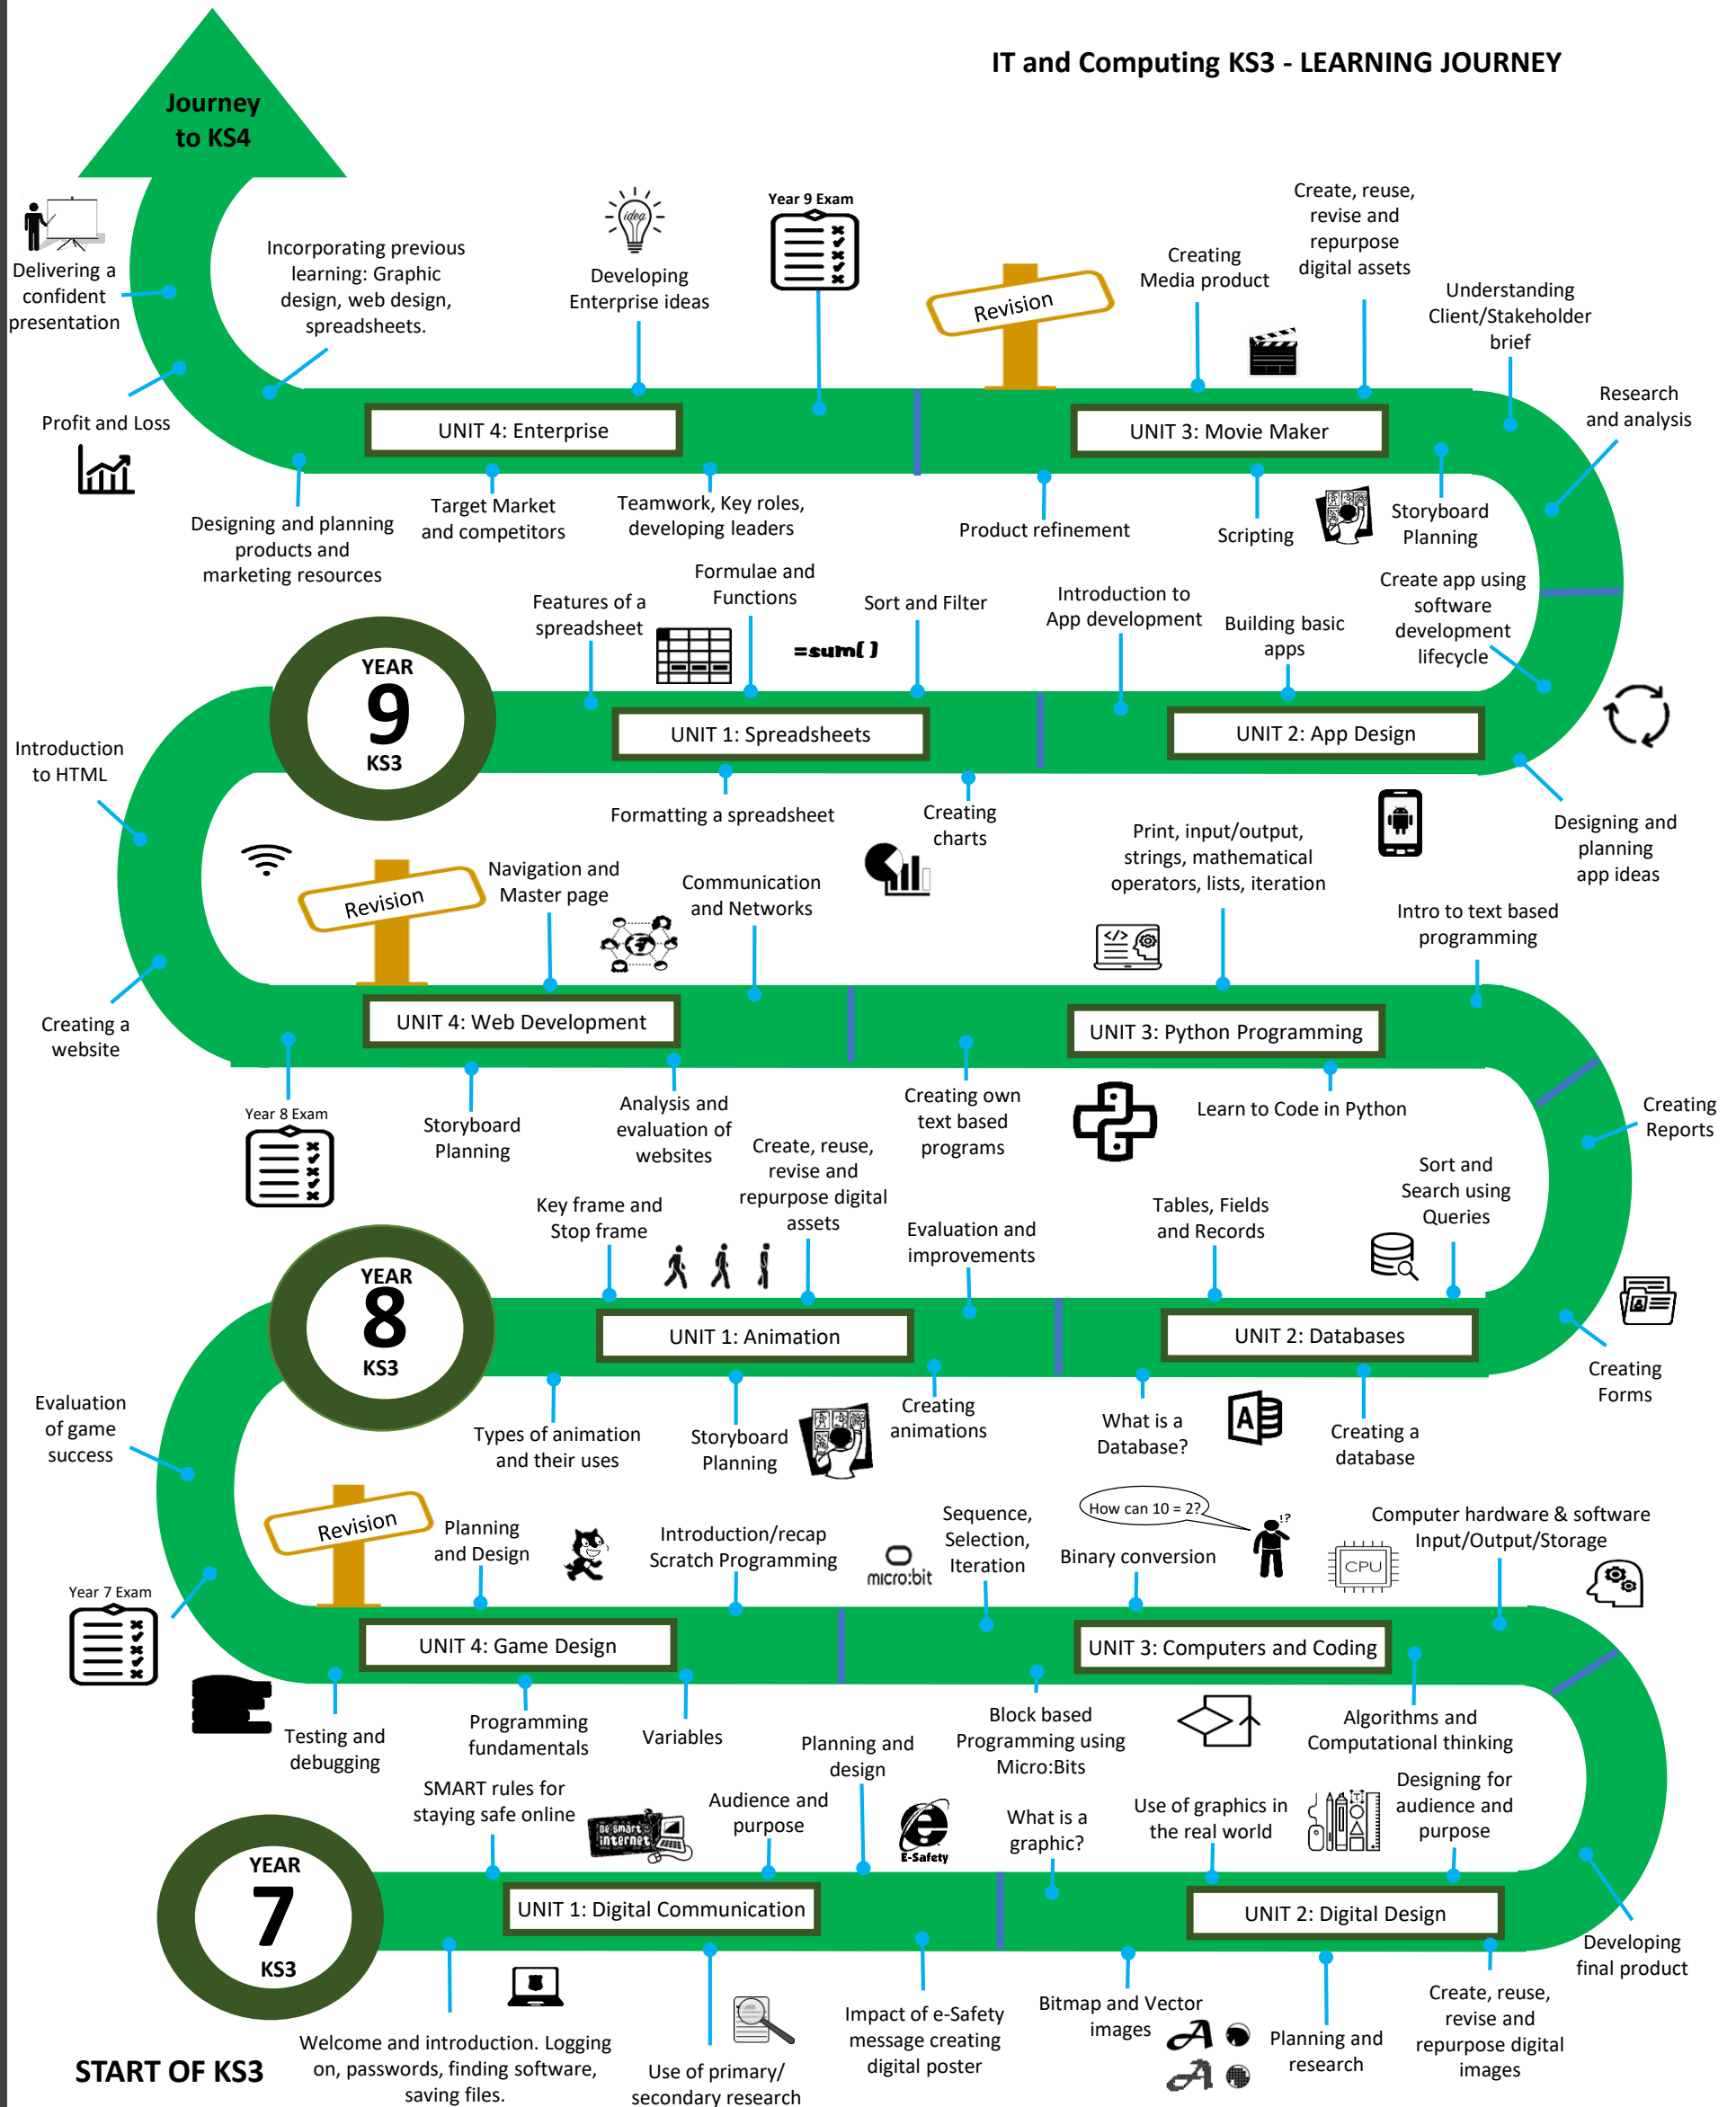 IT and Computing KS3 - LEARNING JOURNEY
Journey
to KS4
Delivering a
confident
presentation
Incorporating previous
learning: Graphic
design, web design,
spreadsheets.
idea
Developing
Enterprise ideas
Year 9 Exam
Revision
Creating
Media product
Create, reuse,
revise and
repurpose
digital assets
Understanding
Client/Stakeholder
brief
Research
and analysis
Profit and Loss
UNIT 4: Enterprise
UNIT 3: Movie Maker
Designing and planning
products and
marketing resources
Target Market
and competitors
Teamwork, Key roles,
developing leaders
Product refinement
Scripting
Storyboard
Planning
Features of a
spreadsheet
Formulae and
Functions
=sum( )
Sort and Filter
Introduction to
App development
Building basic
apps
Create app using
software
development
lifecycle
YEAR
9
KS3
UNIT 1: Spreadsheets
UNIT 2: App Design
Introduction
to HTML
Formatting a spreadsheet
Creating
charts
Designing and
planning
app ideas
Revision
Navigation and
Master page
Communication
and Networks
Print, input/output,
strings, mathematical
operators, lists, iteration
</>
Intro to text based
programming
Creating a
website
UNIT 4: Web Development
UNIT 3: Python Programming
Year 8 Exam
Storyboard
Planning
Analysis and
evaluation of
websites
Creating own
text based
programs
Learn to Code in Python
Creating
Reports
Key frame and
Stop frame
Create, reuse,
revise and
repurpose digital
assets
Evaluation and
improvements
Tables, Fields
and Records
Sort and
Search using
Queries
YEAR
8
KS3
UNIT 1: Animation
UNIT 2: Databases
Creating
Forms
Evaluation
of game
success
Types of animation
and their uses
Storyboard
Planning
Creating
animations
What is a
Database?
A
Creating a
database
Revision
Planning
and Design
Introduction/recap
Scratch Programming
micro:bit
Sequence,
Selection,
Iteration
How can 10 = 2?
!?
Binary conversion
CPU
Computer hardware & software
Input/Output/Storage
Year 7 Exam
UNIT 4: Game Design
UNIT 3: Computers and Coding
Testing and
debugging
Programming
fundamentals
Variables
Block based
Programming using
Micro:Bits
Algorithms and
Computational thinking
SMART rules for
staying safe online
Be smart
internet
Audience and
purpose
Planning and
design
E-Safety
What is a
graphic?
Use of graphics in
the real world
Designing for
audience and
purpose
YEAR
7
KS3
UNIT 1: Digital Communication
UNIT 2: Digital Design
Developing
final product
START OF KS3
Welcome and introduction. Logging
on, passwords, finding software,
saving files.
Use of primary/
secondary research
Impact of e-Safety
message creating
digital poster
Bitmap and Vector
images
A
A
Planning and
research
Create, reuse,
revise and
repurpose digital
images